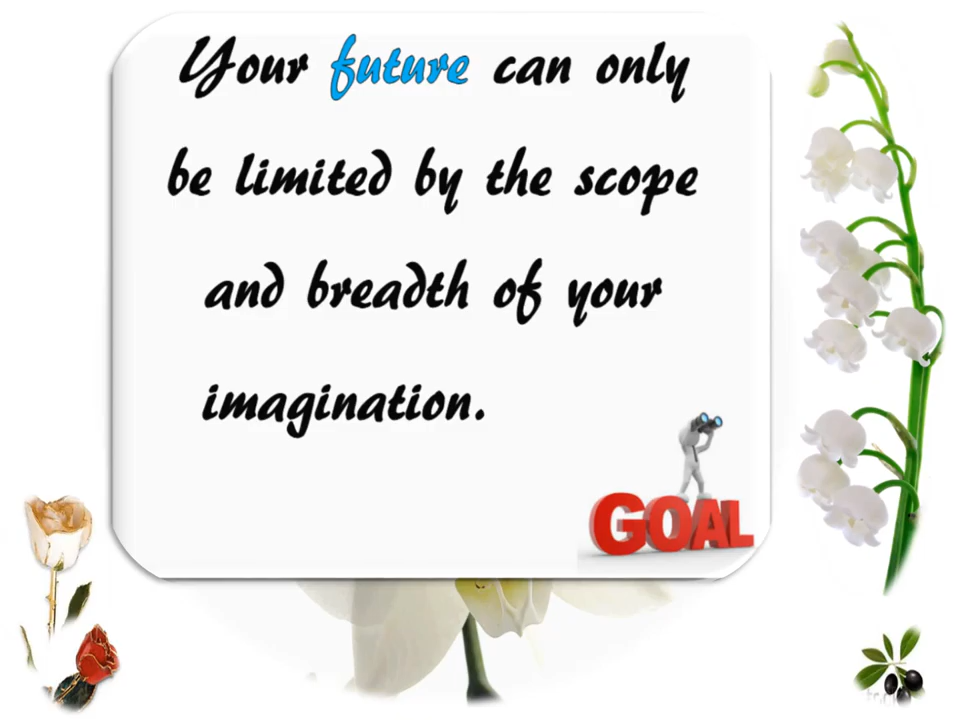 Your future can only
be limited by the scope
and breadth of your
imagination.
GOAL